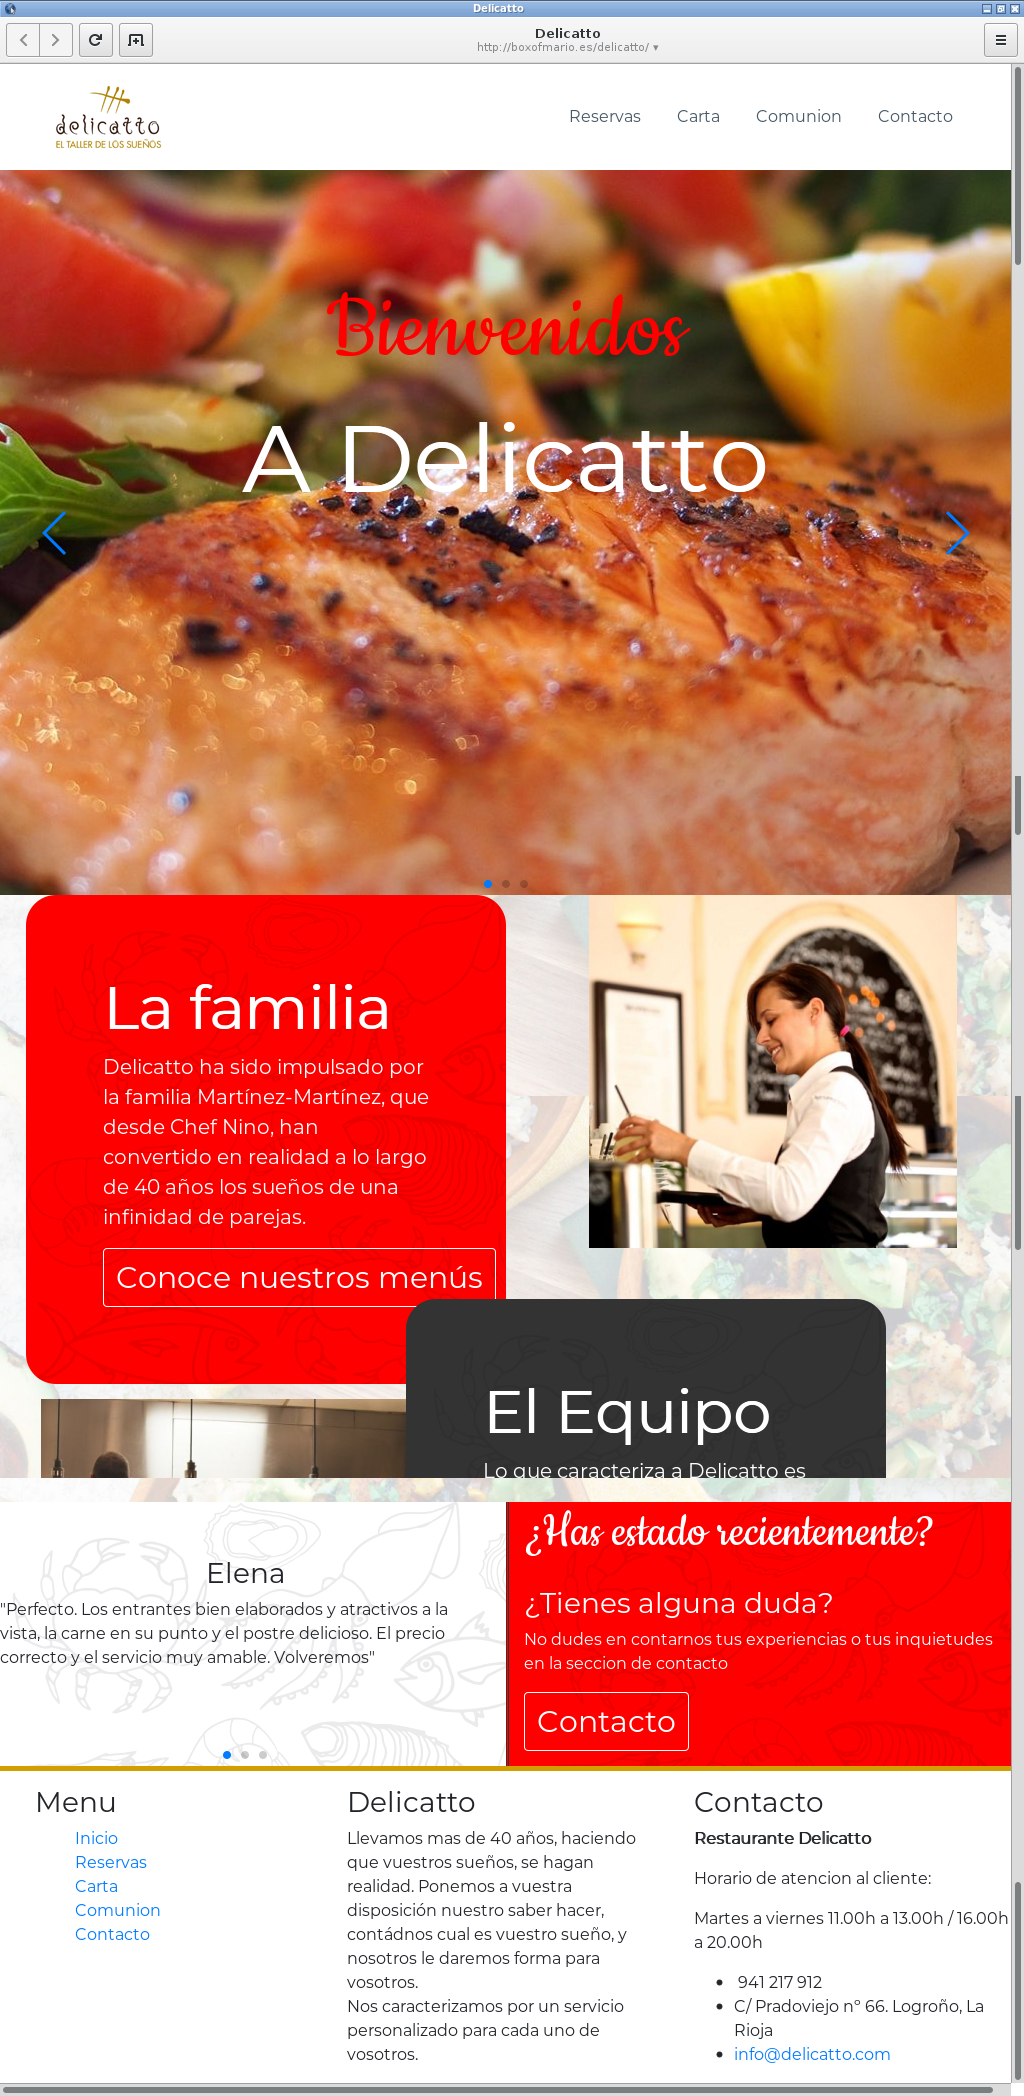 Delicatto
Delicatto
http://boxofmario.es/delicatto/ ▾
delicatto
EL TALLER DE LOS SUEÑOS
Reservas Carta Comunion Contacto
Bienvenidos
A Delicatto
La familia
Delicatto ha sido impulsado por
la familia Martínez-Martínez, que
desde Chef Nino, han
convertido en realidad a lo largo
de 40 años los sueños de una
infinidad de parejas.
Conoce nuestros menús
El Equipo
Lo que caracteriza a Delicatto es
Elena
"Perfecto. Los entrantes bien elaborados y atractivos a la
vista, la carne en su punto y el postre delicioso. El precio
correcto y el servicio muy amable. Volveremos"
¿Has estado recientemente?
¿Tienes alguna duda?
No dudes en contarnos tus experiencias o tus inquietudes
en la seccion de contacto
Contacto
Menu
Inicio
Reservas
Carta
Comunion
Contacto
Delicatto
Llevamos mas de 40 años, haciendo
que vuestros sueños, se hagan
realidad. Ponemos a vuestra
disposición nuestro saber hacer,
contádnos cual es vuestro sueño, y
nosotros le daremos forma para
vosotros.
Nos caracterizamos por un servicio
personalizado para cada uno de
vosotros.
Contacto
Restaurante Delicatto
Horario de atencion al cliente:
Martes a viernes 11.00h a 13.00h / 16.00h
a 20.00h
• 941 217 912
• C/ Pradoviejo nº 66. Logroño, La
Rioja
• info@delicatto.com